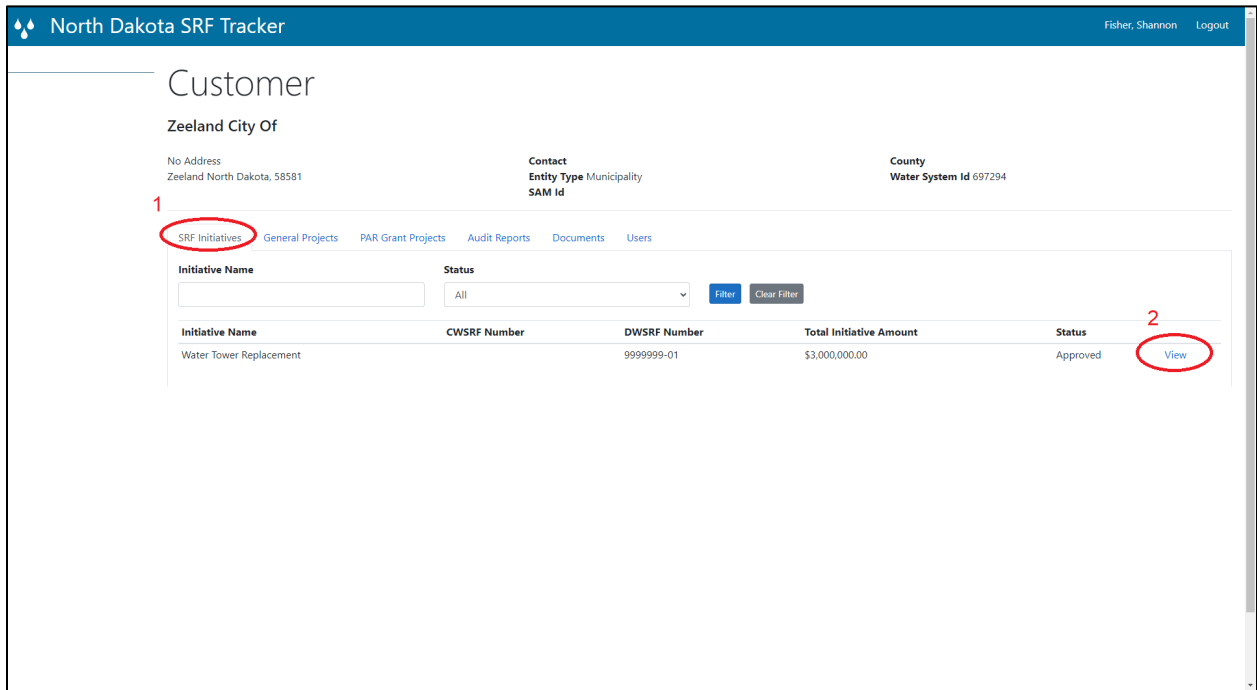 North Dakota SRF Tracker Fisher, Shannon Logout
Customer
Zeeland City Of
No Address Contact County
Zeeland North Dakota, 58581 Entity Type Municipality Water System Id 697294
SAM Id
1
SRF Initiatives General Projects PAR Grant Projects Audit Reports Documents Users
Initiative Name Status
All Filter Clear Filter
2
Initiative Name CWSRF Number DWSRF Number Total Initiative Amount Status
Water Tower Replacement 9999999-01 $3,000,000.00 Approved View